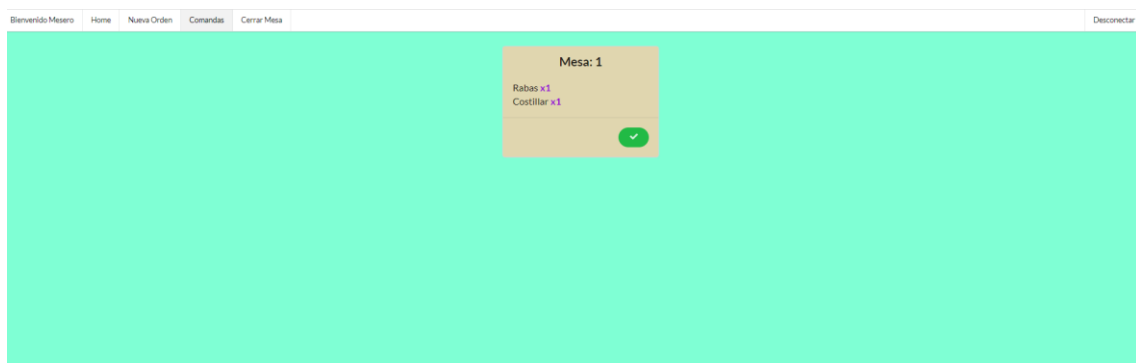 Bienvenido Mesero Home Nueva Orden Comandas Cerrar Mesa Desconectar
Mesa: 1
Rabas x1
Costillar x1